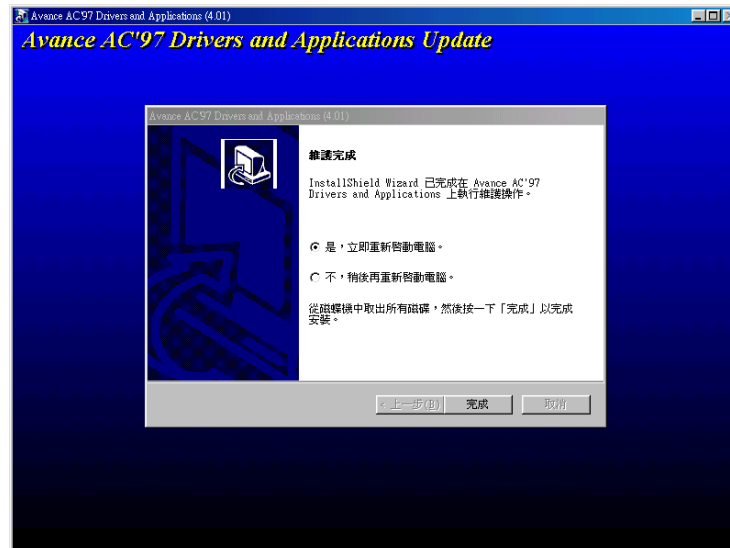 Avance AC'97 Drivers and Applications (4.01)
Avance AC'97 Drivers and Applications Update
Avance AC'97 Drivers and Applications (4.01)
維護完成
InstallShield Wizard 已完成在 Avance AC'97
Drivers and Applications 上執行維護操作。
是，立即重新啓動電腦。
不，稍後再重新啓動電腦。
從磁碟機中取出所有磁碟，然後按一下「完成」以完成
安裝。
< 上一步(B)
完成
取消